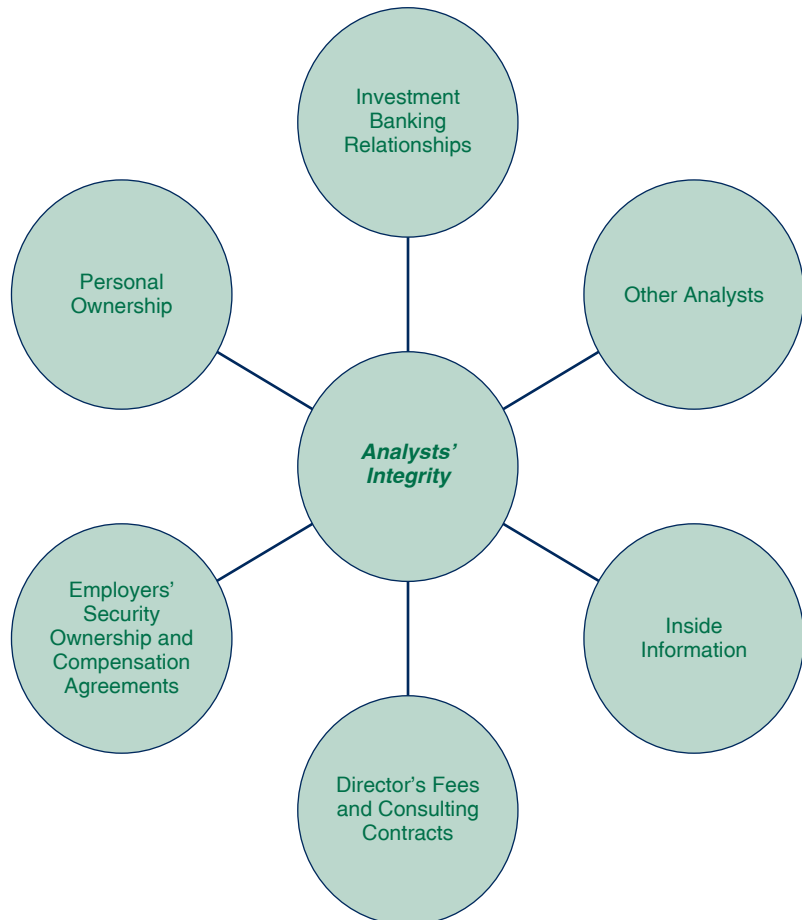 Investment
Banking
Relationships
Personal
Ownership
Other Analysts
Analysts’
Integrity
Employers’
Security
Ownership and
Compensation
Agreements
Inside
Information
Director’s Fees
and Consulting
Contracts